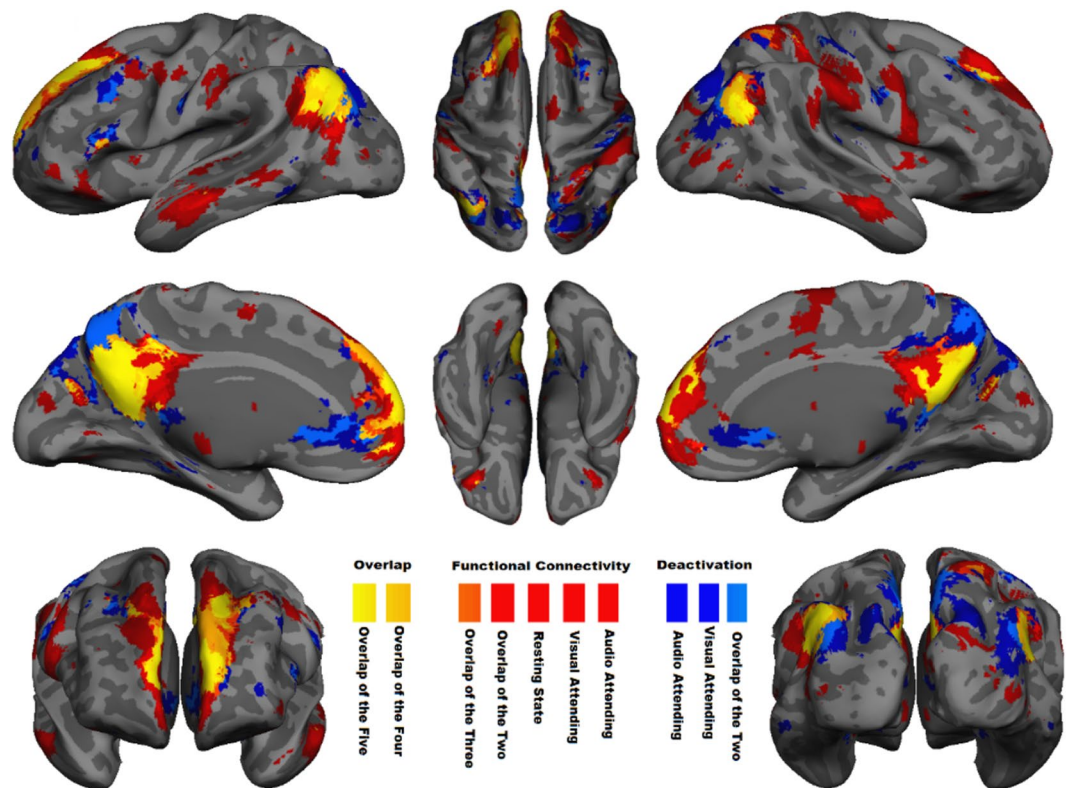 Overlap
Overlap of the Five
Overlap of the Four
Functional Connectivity
Overlap of the Three
Overlap of the Two
Resting State
Visual Attending
Audio Attending
Deactivation
Audio Attending
Visual Attending
Overlap of the Two